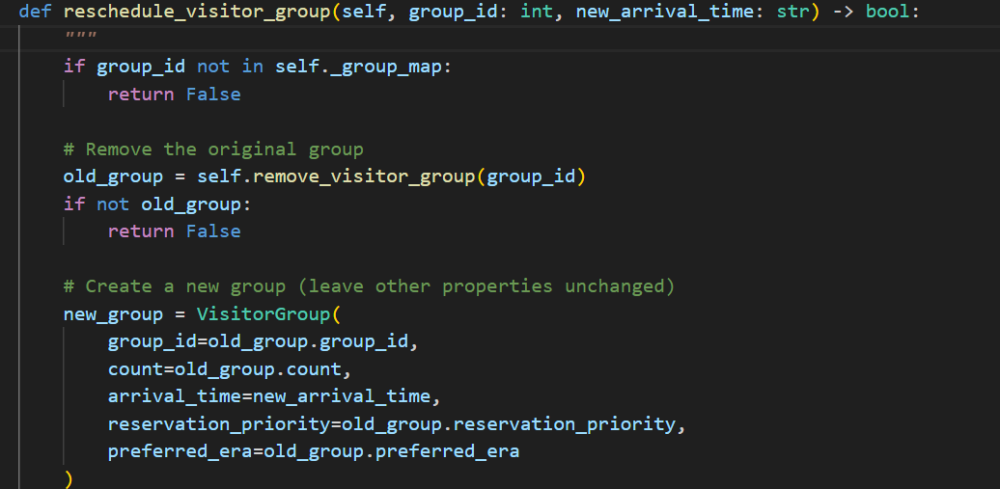 def reschedule_visitor_group(self, group_id: int, new_arrival_time: str) -> bool:
    """
    if group_id not in self._group_map:
        return False

    # Remove the original group
    old_group = self.remove_visitor_group(group_id)
    if not old_group:
        return False

    # Create a new group (leave other properties unchanged)
    new_group = VisitorGroup(
        group_id=old_group.group_id,
        count=old_group.count,
        arrival_time=new_arrival_time,
        reservation_priority=old_group.reservation_priority,
        preferred_era=old_group.preferred_era
    )